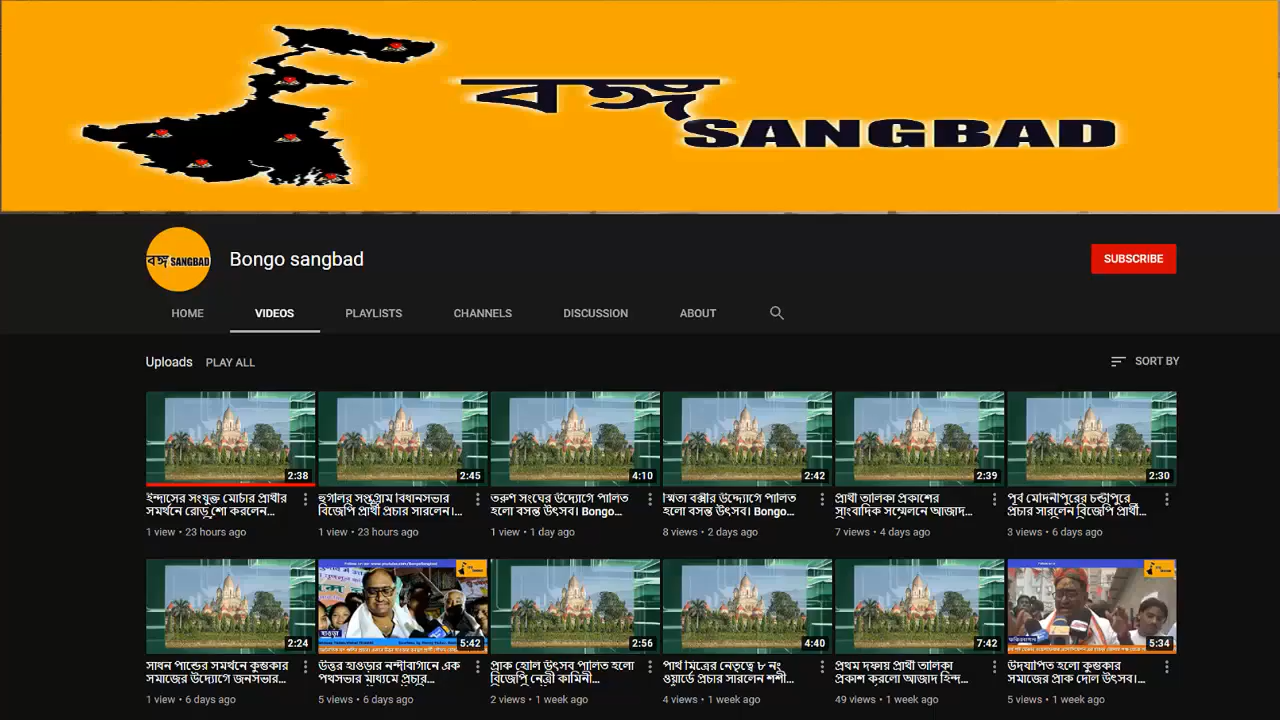 বঙ্গ
SANGBAD
বঙ্গ SANGBAD
Bongo sangbad
SUBSCRIBE
HOME VIDEOS PLAYLISTS CHANNELS DISCUSSION ABOUT
Uploads PLAY ALL
SORT BY
2:38 2:45 4:10 2:42 2:39 2:30
ইন্দাসের সংযুক্ত মোর্চার প্রার্থীর
সমর্থনে রোড শো করলেন...
1 view • 23 hours ago
হুগলির সপ্তগ্রাম বিধানসভার
বিজেপি প্রার্থী প্রচার সারলেন।...
1 view • 23 hours ago
তরুণ সংঘের উদ্যোগে পালিত
হলো বসন্ত উৎসব। Bongo...
1 view • 1 day ago
স্মিতা বক্সীর উদ্দ্যোগে পালিত
হলো বসন্ত উৎসব। Bongo...
8 views • 2 days ago
প্রার্থী তালিকা প্রকাশের
সাংবাদিক সম্মেলনে আজাদ...
7 views • 4 days ago
পূর্ব মেদিনীপুরের চন্ডীপুরে
প্রচার সারলেন বিজেপি প্রার্থী...
3 views • 6 days ago
2:24 5:42 2:56 4:40 7:42 5:34
হাওড়া
সাধন পান্ডের সমর্থনে কুম্ভকার
সমাজের উদ্যোগে জনসভার...
1 view • 6 days ago
উত্তর হাওড়ার নন্দীবাগানে এক
পথসভার মাধ্যমে প্রচার...
5 views • 6 days ago
প্রাক হোলি উৎসব পালিত হলো
বিজেপি নেত্রী কামিনী...
2 views • 1 week ago
পার্থ মিত্রের নেতৃত্বে ৮ নং
ওয়ার্ডে প্রচার সারলেন শশী...
4 views • 1 week ago
প্রথম দফায় প্রার্থী তালিকা
প্রকাশ করলো আজাদ হিন্দ...
49 views • 1 week ago
উদযাপিত হলো কুম্ভকার
সমাজের প্রাক দোল উৎসব।...
5 views • 1 week ago